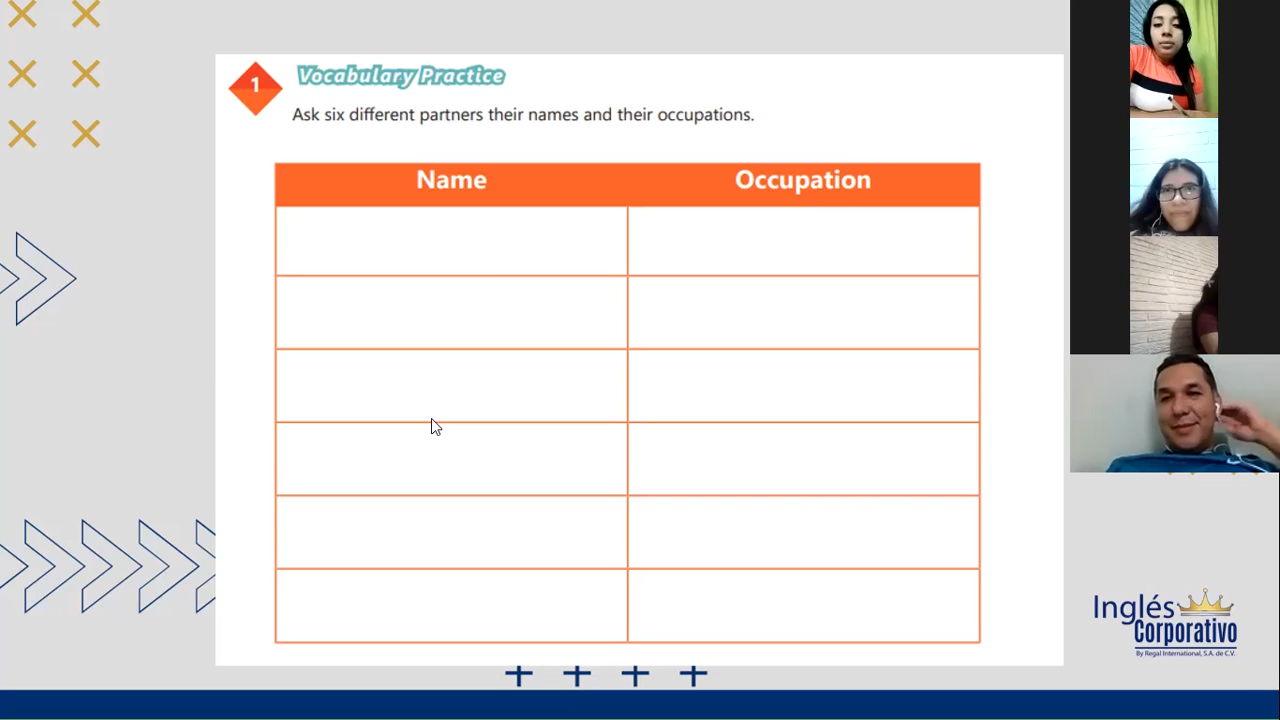 1
Vocabulary Practice
Ask six different partners their names and their occupations.
Name
Occupation
Inglés
Corporativo
By Regal International, S.A. de C.V.